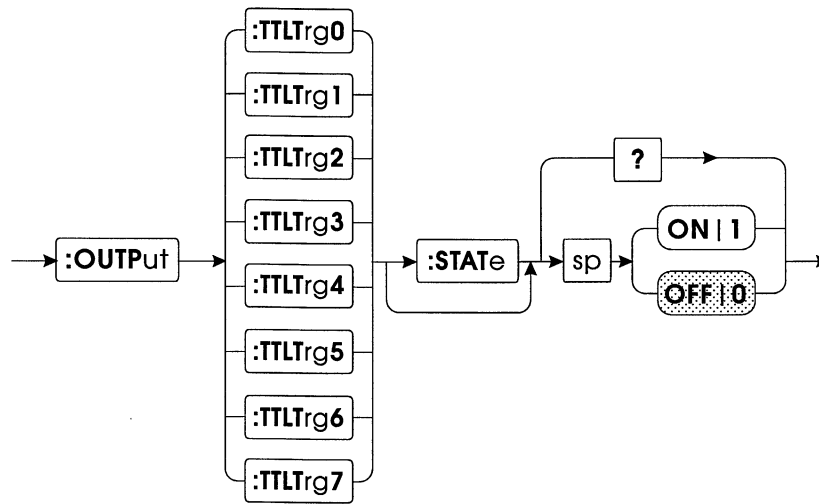 :OUTPut
:TTLTrg0
:TTLTrg1
:TTLTrg2
:TTLTrg3
:TTLTrg4
:TTLTrg5
:TTLTrg6
:TTLTrg7
:STATe
?
sp
ON | 1
OFF | 0